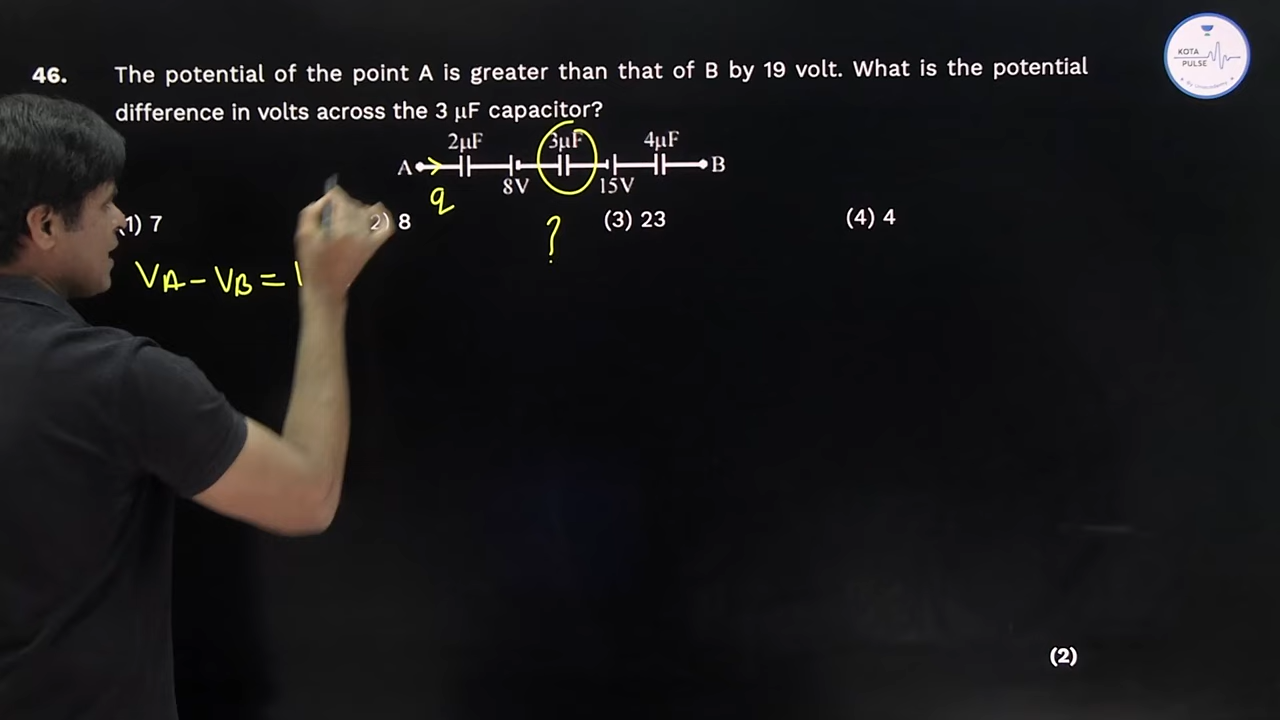 KOTA
PULSE
46. The potential of the point A is greater than that of B by 19 volt. What is the potential
difference in volts across the 3 μF capacitor?
2μF 3μF 4μF
A B
8V 15V
q
(1) 7 (2) 8 (3) 23 (4) 4
?
VA - VB = 1
(2)